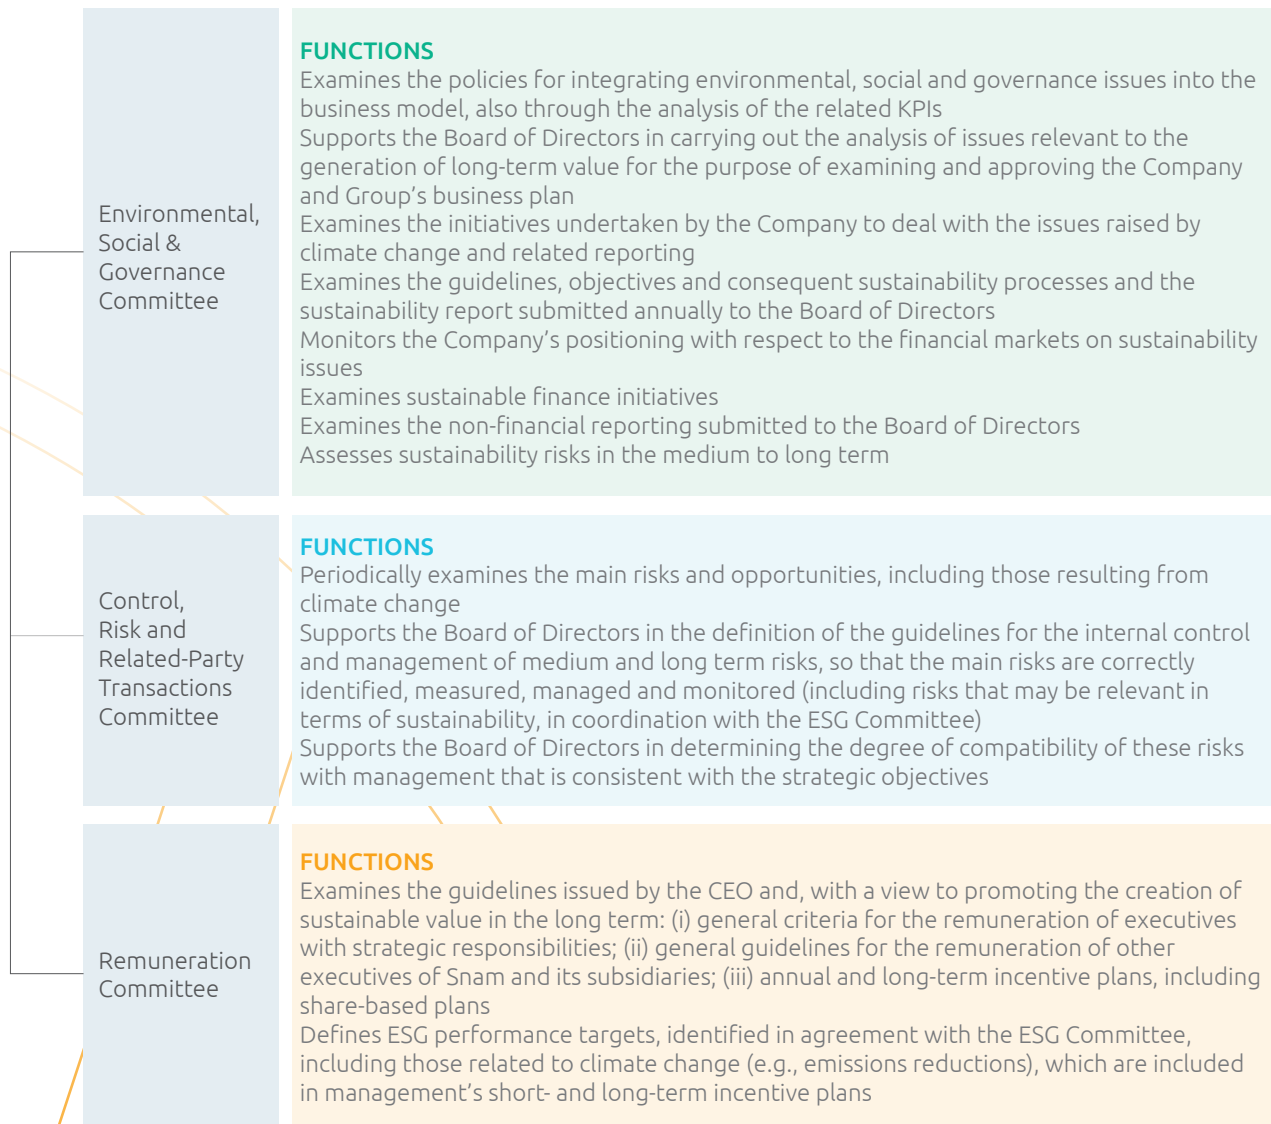 Environmental,
Social &
Governance
Committee
FUNCTIONS
Examines the policies for integrating environmental, social and governance issues into the
business model, also through the analysis of the related KPIs
Supports the Board of Directors in carrying out the analysis of issues relevant to the
generation of long-term value for the purpose of examining and approving the Company
and Group’s business plan
Examines the initiatives undertaken by the Company to deal with the issues raised by
climate change and related reporting
Examines the guidelines, objectives and consequent sustainability processes and the
sustainability report submitted annually to the Board of Directors
Monitors the Company’s positioning with respect to the financial markets on sustainability
issues
Examines sustainable finance initiatives
Examines the non-financial reporting submitted to the Board of Directors
Assesses sustainability risks in the medium to long term
Control,
Risk and
Related-Party
Transactions
Committee
FUNCTIONS
Periodically examines the main risks and opportunities, including those resulting from
climate change
Supports the Board of Directors in the definition of the guidelines for the internal control
and management of medium and long term risks, so that the main risks are correctly
identified, measured, managed and monitored (including risks that may be relevant in
terms of sustainability, in coordination with the ESG Committee)
Supports the Board of Directors in determining the degree of compatibility of these risks
with management that is consistent with the strategic objectives
Remuneration
Committee
FUNCTIONS
Examines the guidelines issued by the CEO and, with a view to promoting the creation of
sustainable value in the long term: (i) general criteria for the remuneration of executives
with strategic responsibilities; (ii) general guidelines for the remuneration of other
executives of Snam and its subsidiaries; (iii) annual and long-term incentive plans, including
share-based plans
Defines ESG performance targets, identified in agreement with the ESG Committee,
including those related to climate change (e.g., emissions reductions), which are included
in management’s short- and long-term incentive plans